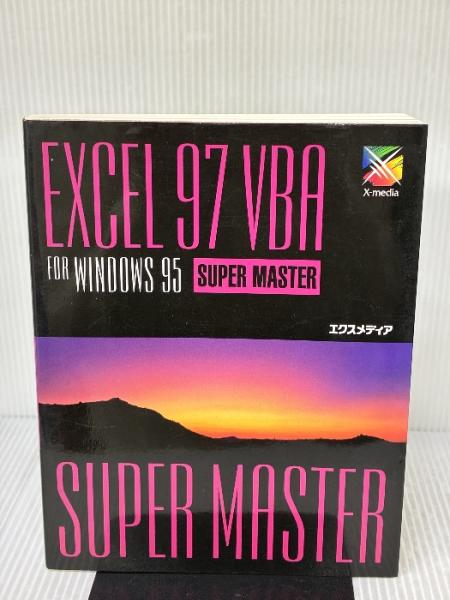 EXCEL 97 VBA
X-media
FOR WINDOWS 95 SUPER MASTER
エクスメディア
SUPER MASTER